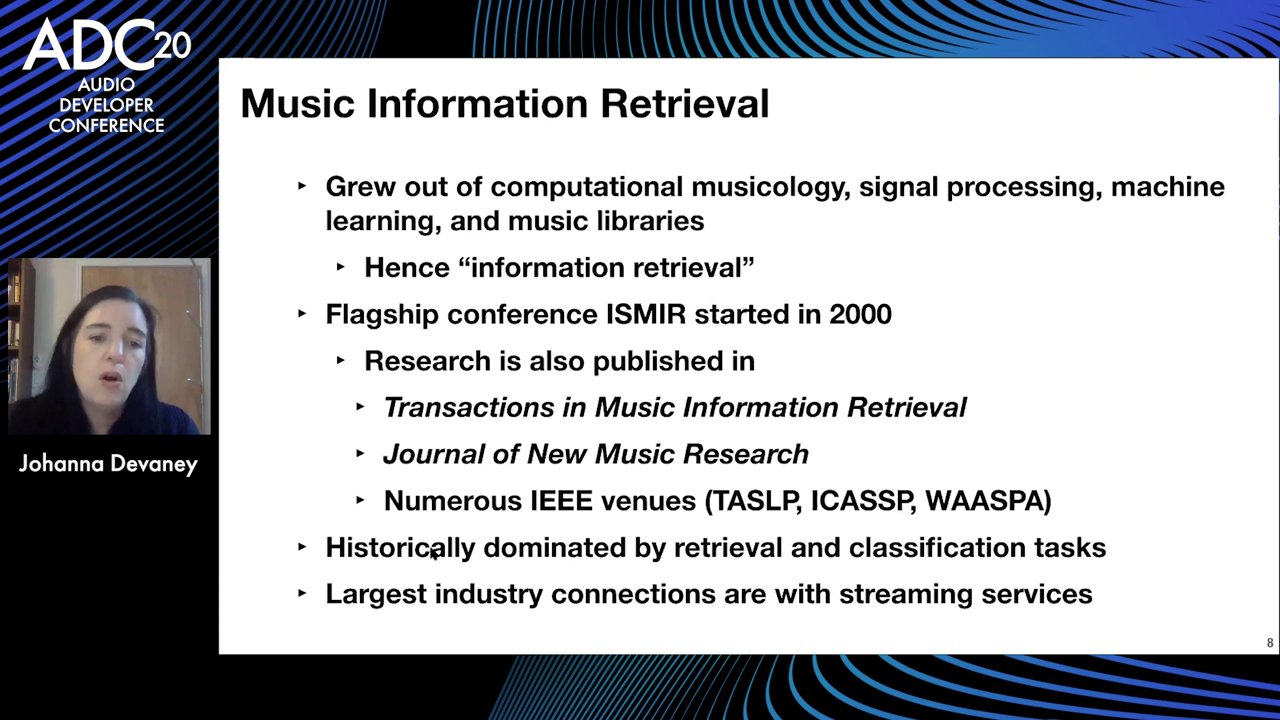 ADC20
AUDIO
DEVELOPER
CONFERENCE
Johanna Devaney
Music Information Retrieval
‣ Grew out of computational musicology, signal processing, machine
learning, and music libraries
‣ Hence “information retrieval”
‣ Flagship conference ISMIR started in 2000
‣ Research is also published in
‣ Transactions in Music Information Retrieval
‣ Journal of New Music Research
‣ Numerous IEEE venues (TASLP, ICASSP, WAASPA)
‣ Historically dominated by retrieval and classification tasks
‣ Largest industry connections are with streaming services
8